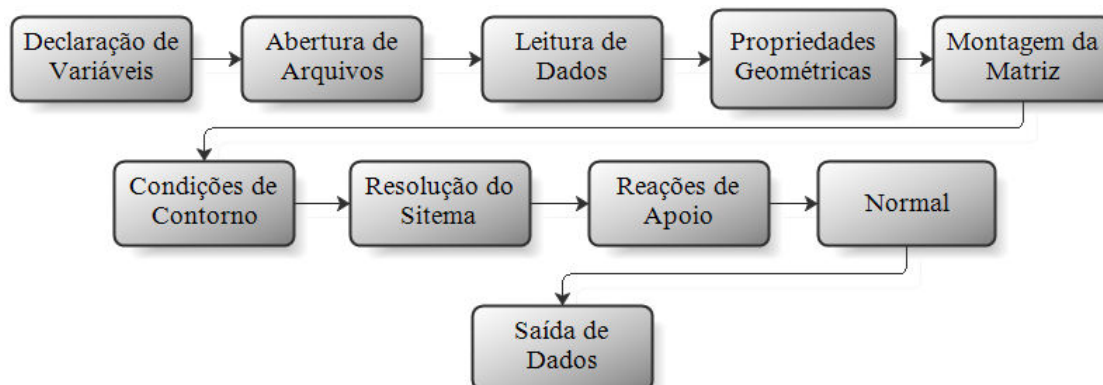 Declaração de
Variáveis
Abertura de
Arquivos
Leitura de
Dados
Propriedades
Geométricas
Montagem da
Matriz
Condições de
Contorno
Resolução do
Sitema
Reações de
Apoio
Normal
Saída de
Dados